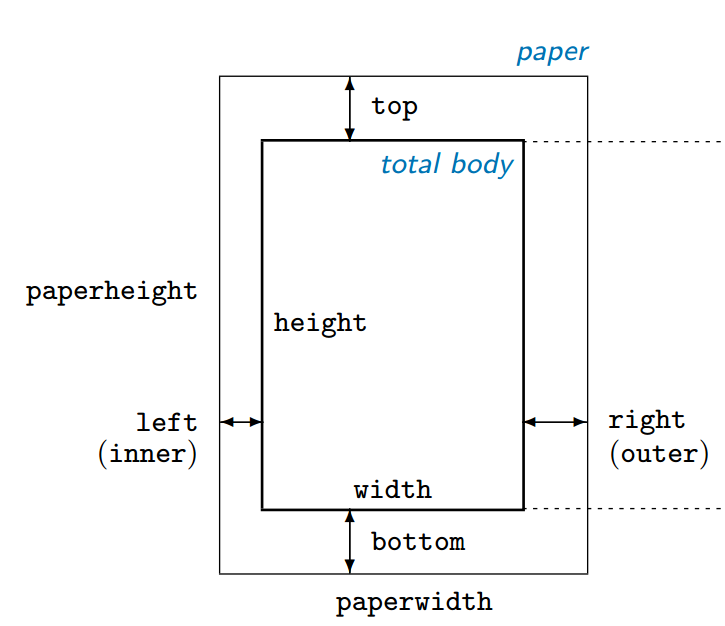 paper
top
total body
paperheight
height
left
(inner)
right
(outer)
width
bottom
paperwidth